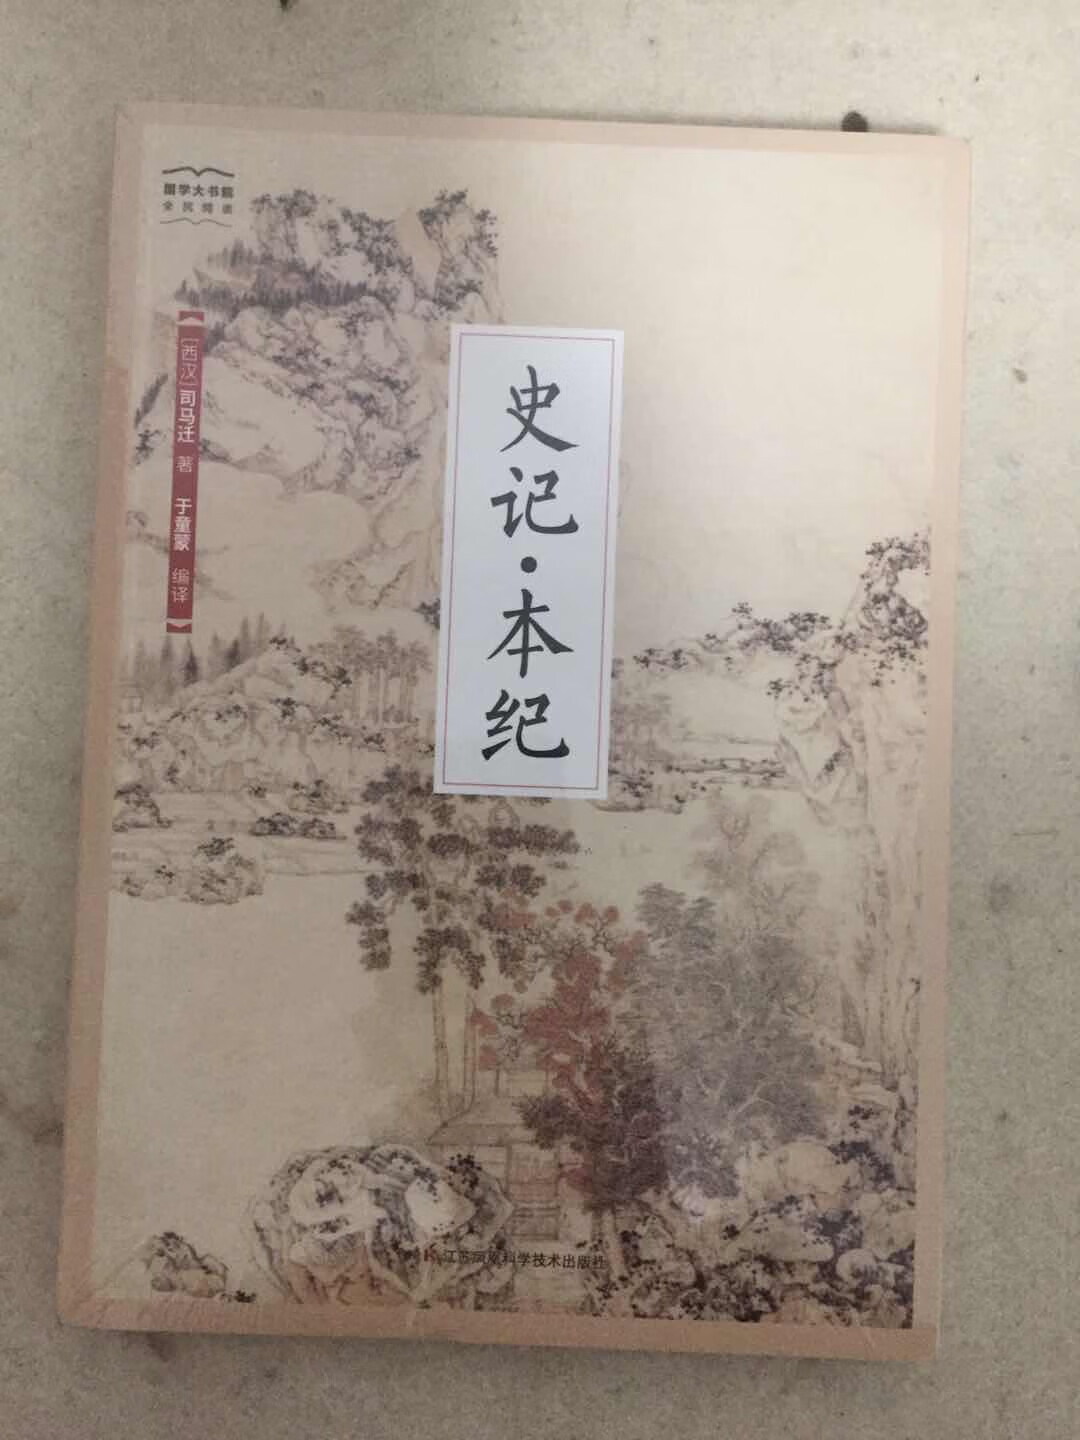 国学大书院
全民阅读
【[西汉]司马迁 著 于童蒙 编译】
史记·本纪
江苏凤凰科学技术出版社